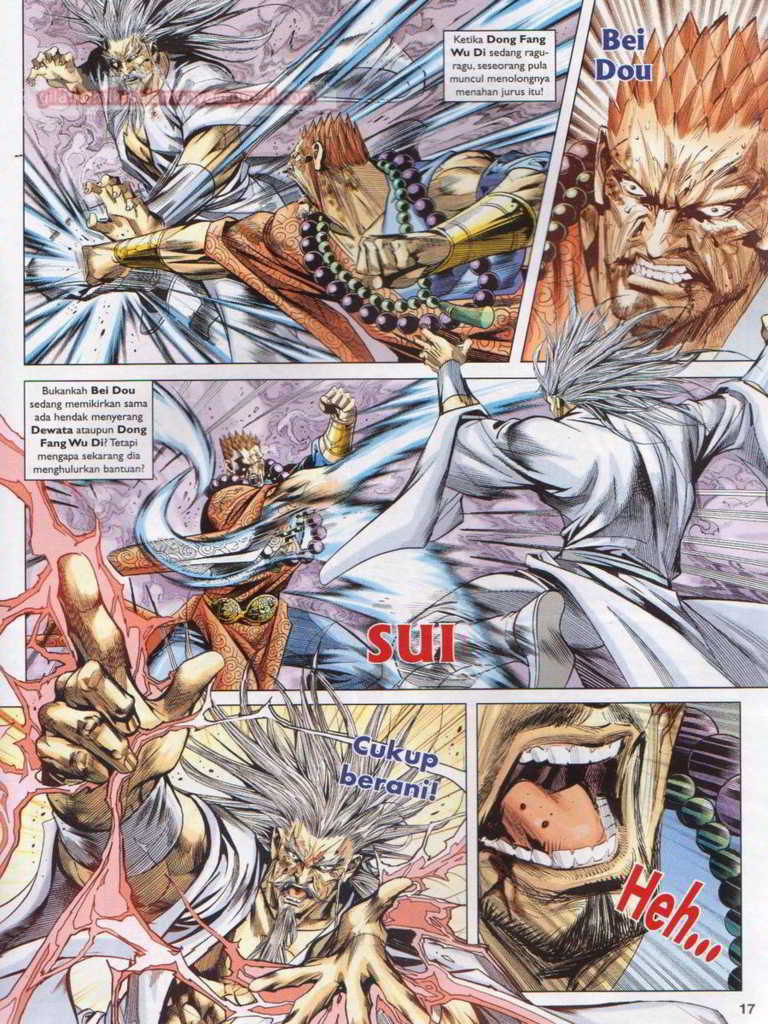 Ketika Dong Fang
Wu Di sedang ragu-
ragu, seseorang pula
muncul menolongnya
menahan jurus itu!
Bei
Dou
Bukankah Bei Dou
sedang memikirkan sama
ada hendak menyerang
Dewata ataupun Dong
Fang Wu Di? Tetapi
mengapa sekarang dia
menghulurkan bantuan?
SUI
Cukup
berani!
Heh...
17